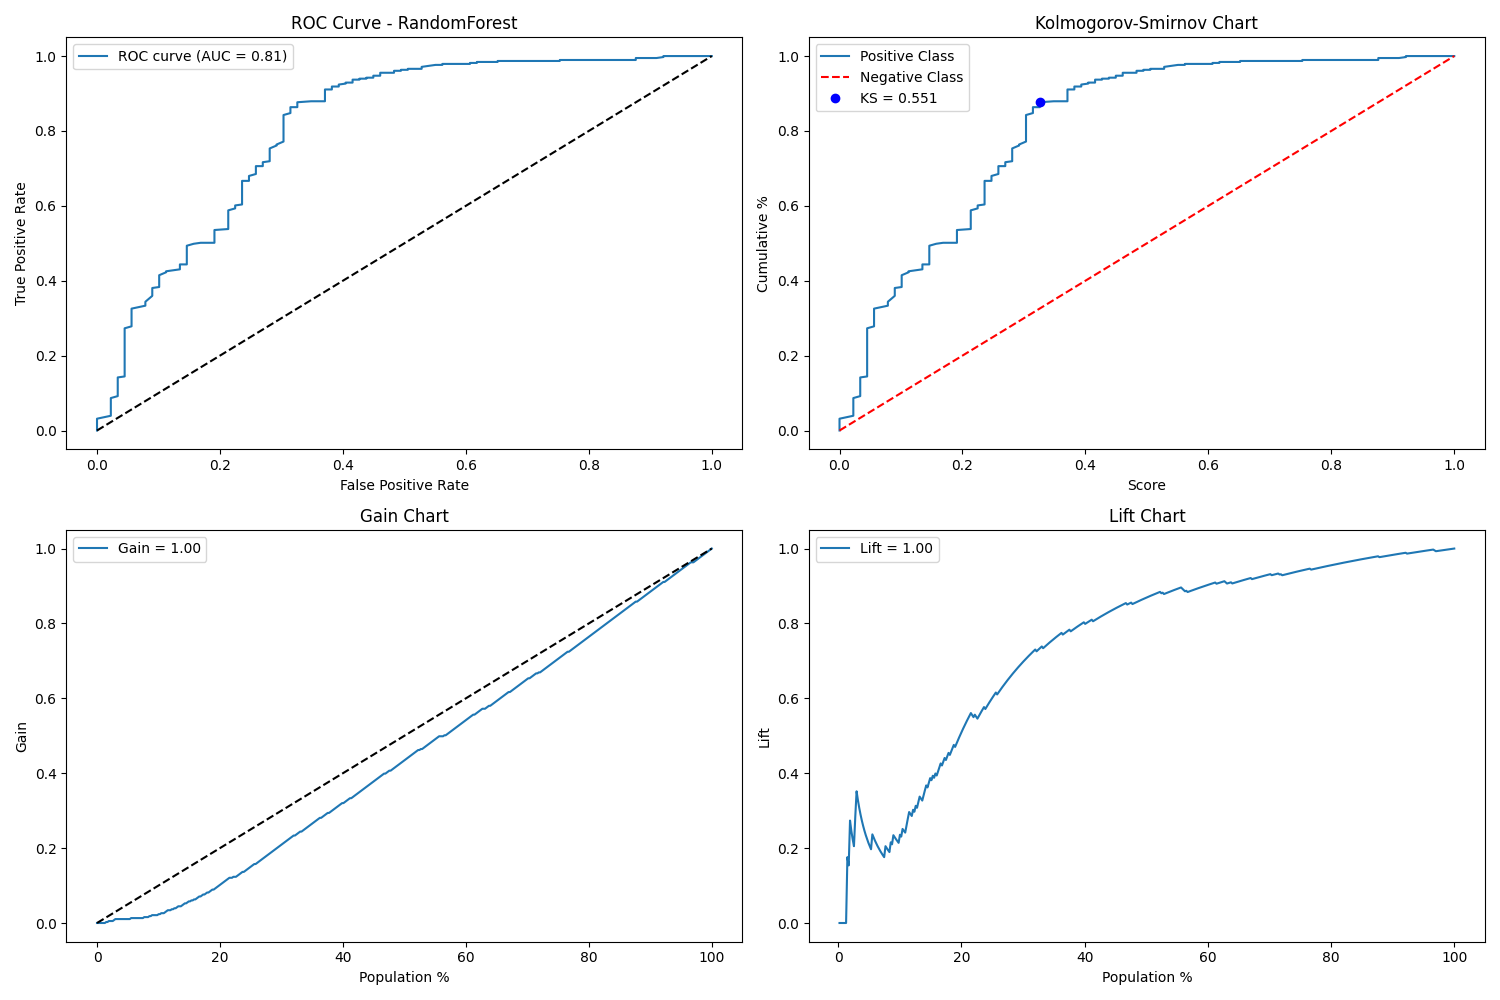 ROC Curve - RandomForest
ROC curve (AUC = 0.81)
True Positive Rate
1.0
0.8
0.6
0.4
0.2
0.0
0.0 0.2 0.4 0.6 0.8 1.0
False Positive Rate
Kolmogorov-Smirnov Chart
Positive Class
Negative Class
KS = 0.551
Cumulative %
1.0
0.8
0.6
0.4
0.2
0.0
0.0 0.2 0.4 0.6 0.8 1.0
Score
Gain Chart
Gain = 1.00
Gain
1.0
0.8
0.6
0.4
0.2
0.0
0 20 40 60 80 100
Population %
Lift Chart
Lift = 1.00
Lift
1.0
0.8
0.6
0.4
0.2
0.0
0 20 40 60 80 100
Population %